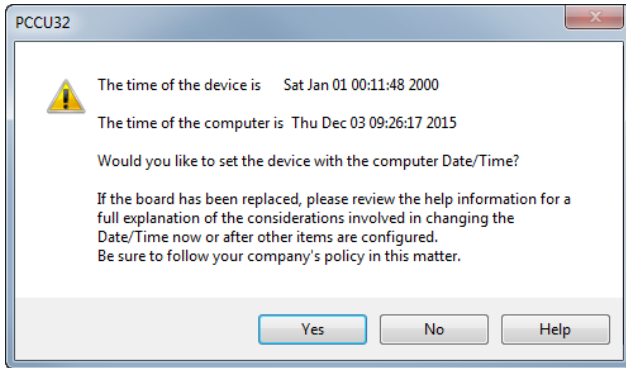 PCCU32
The time of the device is Sat Jan 01 00:11:48 2000
The time of the computer is Thu Dec 03 09:26:17 2015
Would you like to set the device with the computer Date/Time?
If the board has been replaced, please review the help information for a
full explanation of the considerations involved in changing the
Date/Time now or after other items are configured.
Be sure to follow your company's policy in this matter.
Yes No Help